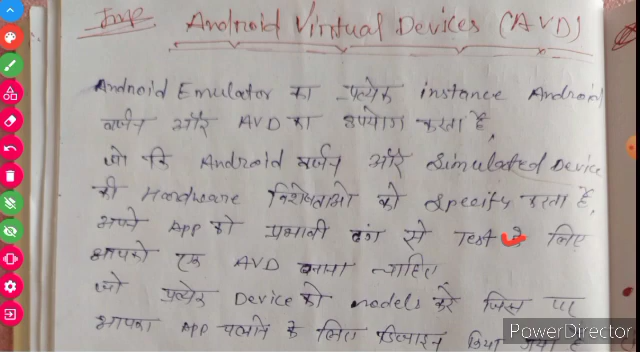 Imp. Android Virtual Devices (AVD)
Android Emulator का प्रत्येक instance Android
वर्जन और AVD का उपयोग करता है,
जो कि Android वर्जन और Simulated Device
की Hardware विशेषताओ को Specify करता है,
अपने App को प्रभावी ढंग से Test के लिए
आपको एक AVD बनाना चाहिए
जो प्रत्येक Device को models करे जिस पर
आपका App चलाने के लिए डिजाइन किया गया है
PowerDirector